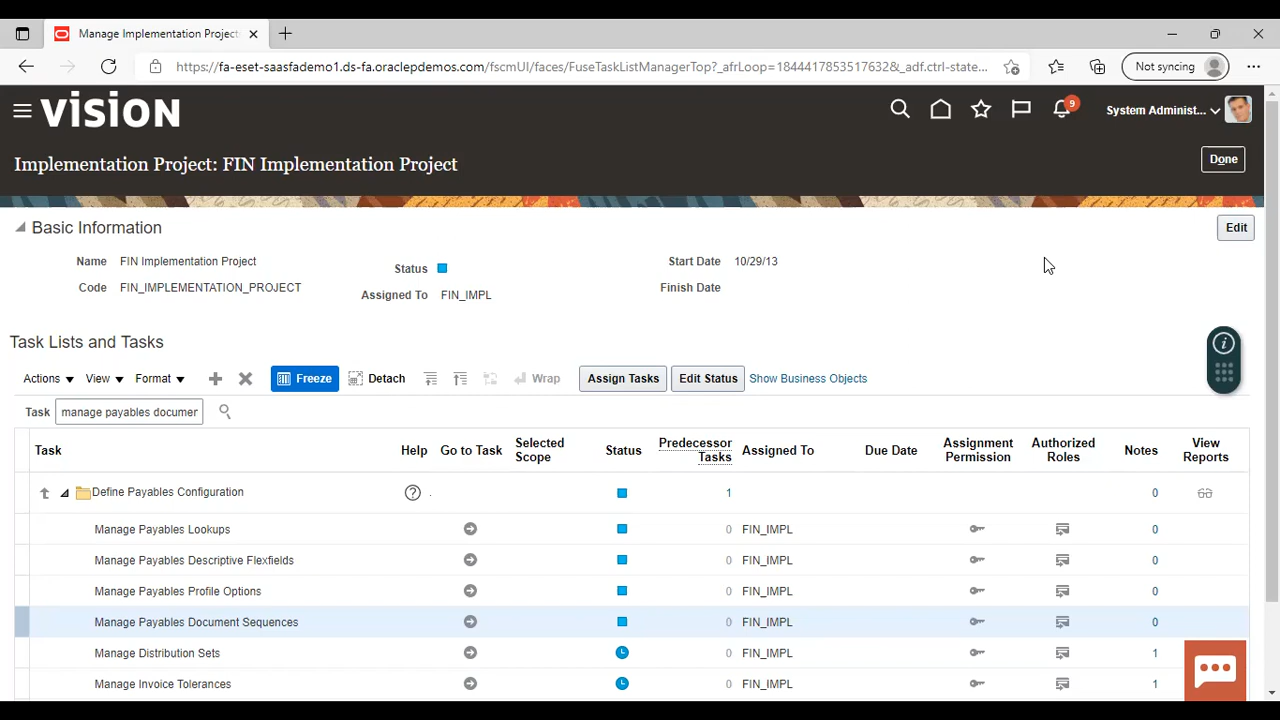 Manage Implementation Project
https://fa-eset-saasfademo1.ds-fa.oraclepdemos.com/fscmUI/faces/FuseTaskListManagerTop?_afrLoop=18444178535517632&_adf.ctrl-state...
Not syncing
VISION
9
System Administ...
Implementation Project: FIN Implementation Project
Done
Basic Information
Edit
Name FIN Implementation Project
Status
Start Date 10/29/13
Code FIN_IMPLEMENTATION_PROJECT
Assigned To FIN_IMPL
Finish Date
Task Lists and Tasks
Actions View Format Freeze Detach Wrap Assign Tasks Edit Status Show Business Objects
Task manage payables documen
Task Help Go to Task Selected Scope Status Predecessor Tasks Assigned To Due Date Assignment Permission Authorized Roles Notes View Reports
Define Payables Configuration . 1 0
Manage Payables Lookups 0 FIN_IMPL 0
Manage Payables Descriptive Flexfields 0 FIN_IMPL 0
Manage Payables Profile Options 0 FIN_IMPL 0
Manage Payables Document Sequences 0 FIN_IMPL 0
Manage Distribution Sets 0 FIN_IMPL 1
Manage Invoice Tolerances 0 FIN_IMPL 1